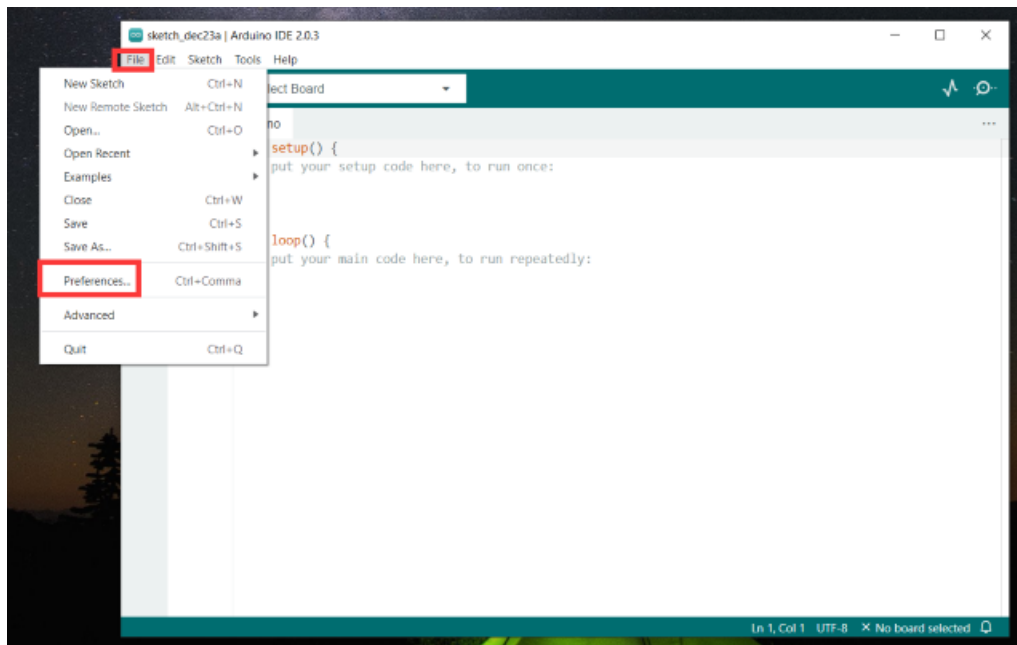 sketch_dec23a | Arduino IDE 2.0.3
File Edit Sketch Tools Help
New Sketch Ctrl+N
New Remote Sketch Alt+Ctrl+N
Open... Ctrl+O
Open Recent
Examples
Close Ctrl+W
Save Ctrl+S
Save As... Ctrl+Shift+S
Preferences... Ctrl+Comma
Advanced
Quit Ctrl+Q
lect Board
no
setup() {
put your setup code here, to run once:
loop() {
put your main code here, to run repeatedly:
Ln 1, Col 1 UTF-8 × No board selected